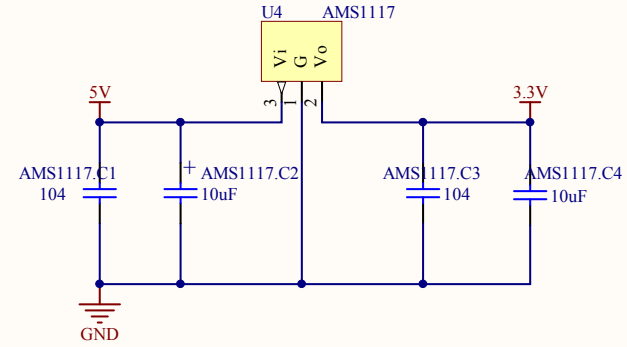 U4 AMS1117
Vi
G
Vo
5V
3
1
2
3.3V
AMS1117.C1
104
+
AMS1117.C2
10uF
AMS1117.C3
104
AMS1117.C4
10uF
GND